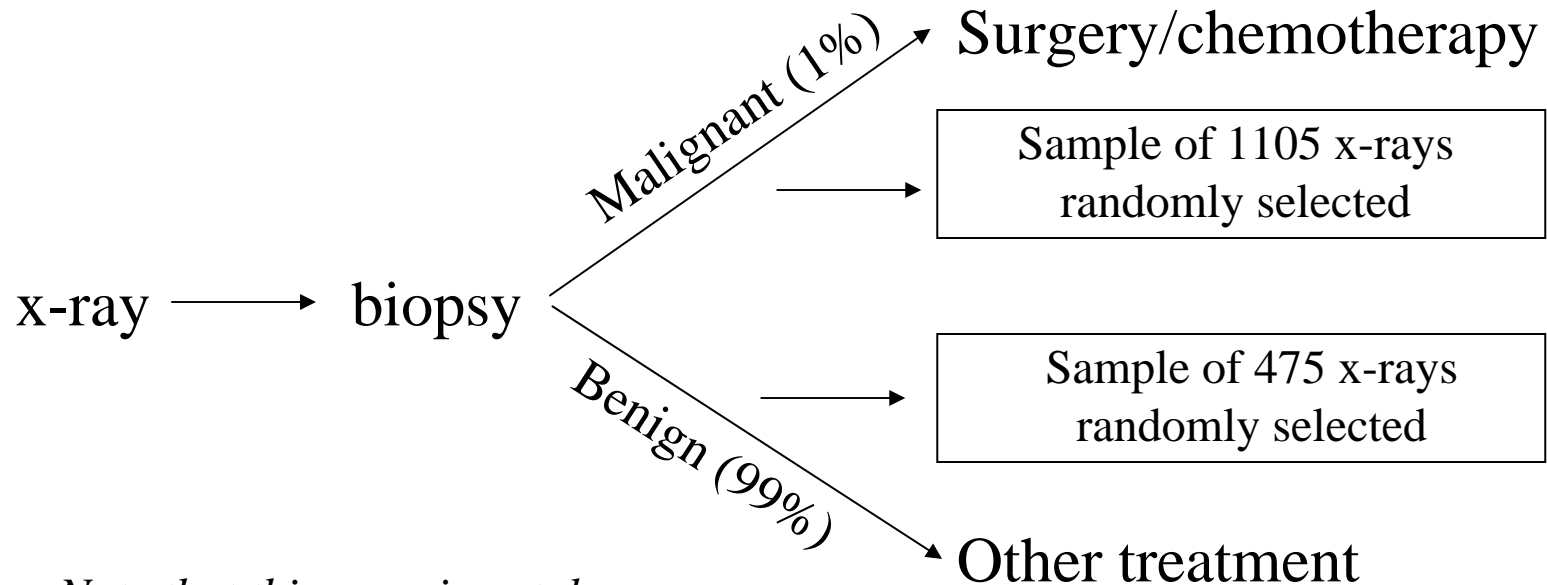 Surgery/chemotherapy
Malignant (1%)
Sample of 1105 x-rays
randomly selected
x-ray
biopsy
Sample of 475 x-rays
randomly selected
Benign (99%)
Other treatment